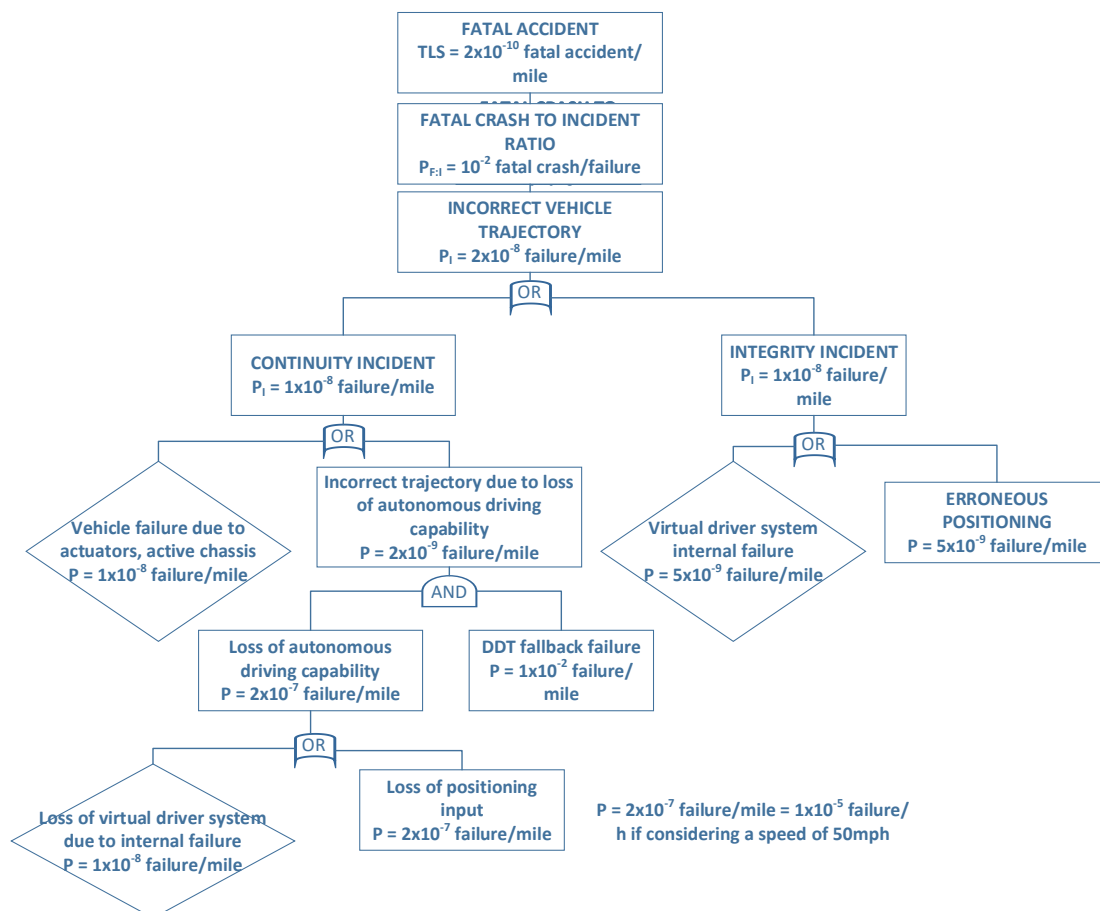 FATAL ACCIDENT
TLS = 2x10⁻¹⁰ fatal accident/
mile
FATAL CRASH TO INCIDENT
RATIO
P_F:I = 10⁻² fatal crash/failure
INCORRECT VEHICLE
TRAJECTORY
P_I = 2x10⁻⁸ failure/mile
OR
CONTINUITY INCIDENT
P_I = 1x10⁻⁸ failure/mile
INTEGRITY INCIDENT
P_I = 1x10⁻⁸ failure/
mile
OR
OR
Vehicle failure due to
actuators, active chassis
P = 1x10⁻⁸ failure/mile
Incorrect trajectory due to loss
of autonomous driving
capability
P = 2x10⁻⁹ failure/mile
Virtual driver system
internal failure
P = 5x10⁻⁹ failure/mile
ERRONEOUS
POSITIONING
P = 5x10⁻⁹ failure/mile
AND
Loss of autonomous
driving capability
P = 2x10⁻⁷ failure/mile
DDT fallback failure
P = 1x10⁻² failure/
mile
OR
Loss of virtual driver system
due to internal failure
P = 1x10⁻⁸ failure/mile
Loss of positioning
input
P = 2x10⁻⁷ failure/mile
P = 2x10⁻⁷ failure/mile = 1x10⁻⁵ failure/
h if considering a speed of 50mph